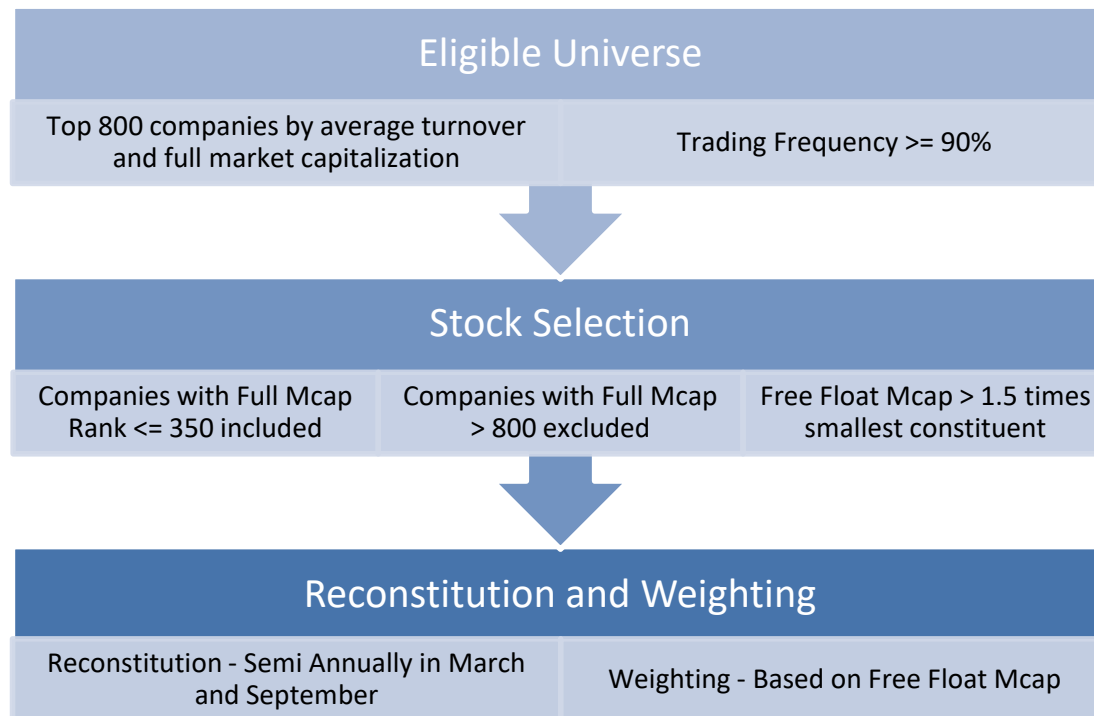 Eligible Universe
Top 800 companies by average turnover
and full market capitalization
Trading Frequency >= 90%
Stock Selection
Companies with Full Mcap
Rank <= 350 included
Companies with Full Mcap
> 800 excluded
Free Float Mcap > 1.5 times
smallest constituent
Reconstitution and Weighting
Reconstitution - Semi Annually in March
and September
Weighting - Based on Free Float Mcap